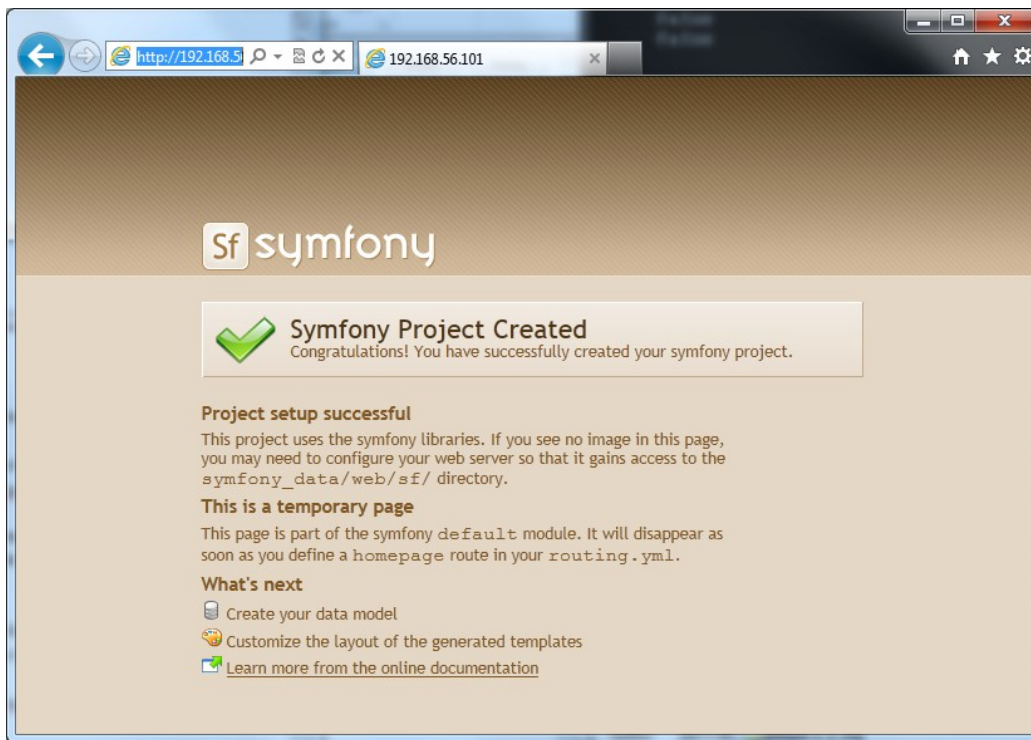 False
False
http://192.168.5
192.168.56.101
Sf symfony
Symfony Project Created
Congratulations! You have successfully created your symfony project.
Project setup successful
This project uses the symfony libraries. If you see no image in this page,
you may need to configure your web server so that it gains access to the
symfony_data/web/sf/ directory.
This is a temporary page
This page is part of the symfony default module. It will disappear as
soon as you define a homepage route in your routing.yml.
What's next
Create your data model
Customize the layout of the generated templates
Learn more from the online documentation